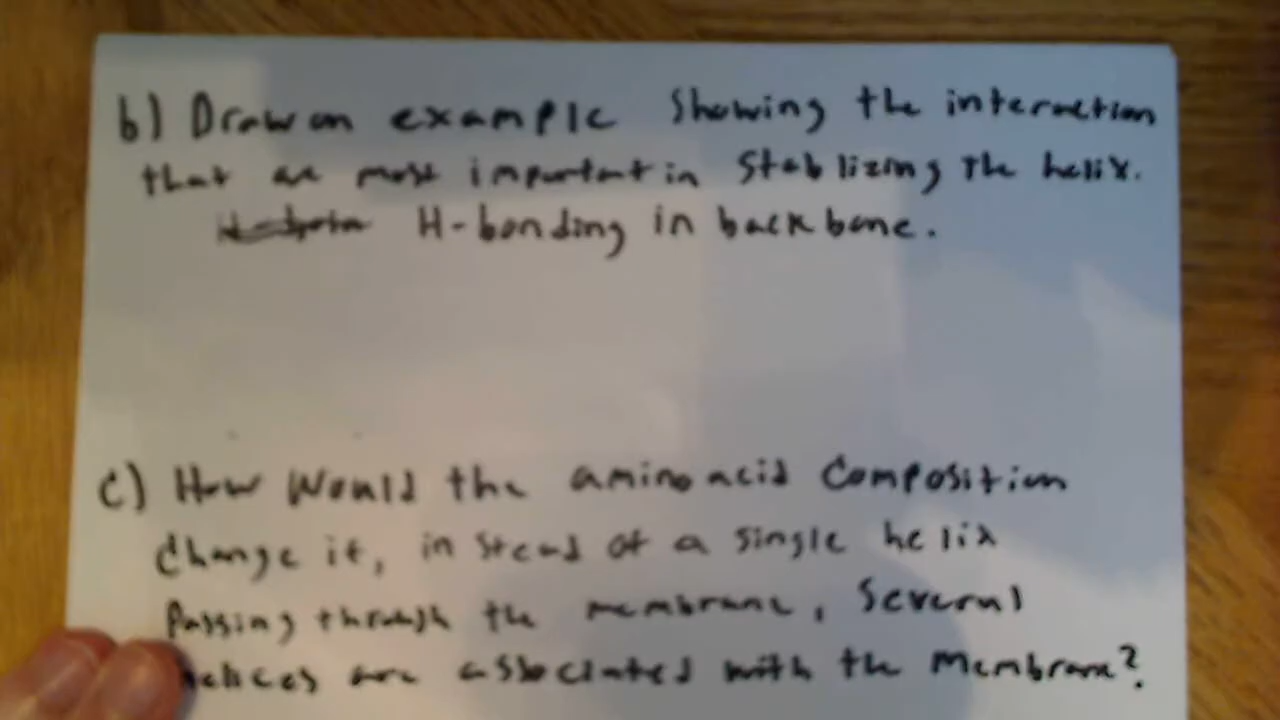 b) Draw an example showing the interaction
that are most important in Stablizing the helix.
H-bonding in backbone.
c) How Would the amino acid Composition
Change if, instead of a single helix
Passing through the membrane, Several
helices are associated with the Membrane?